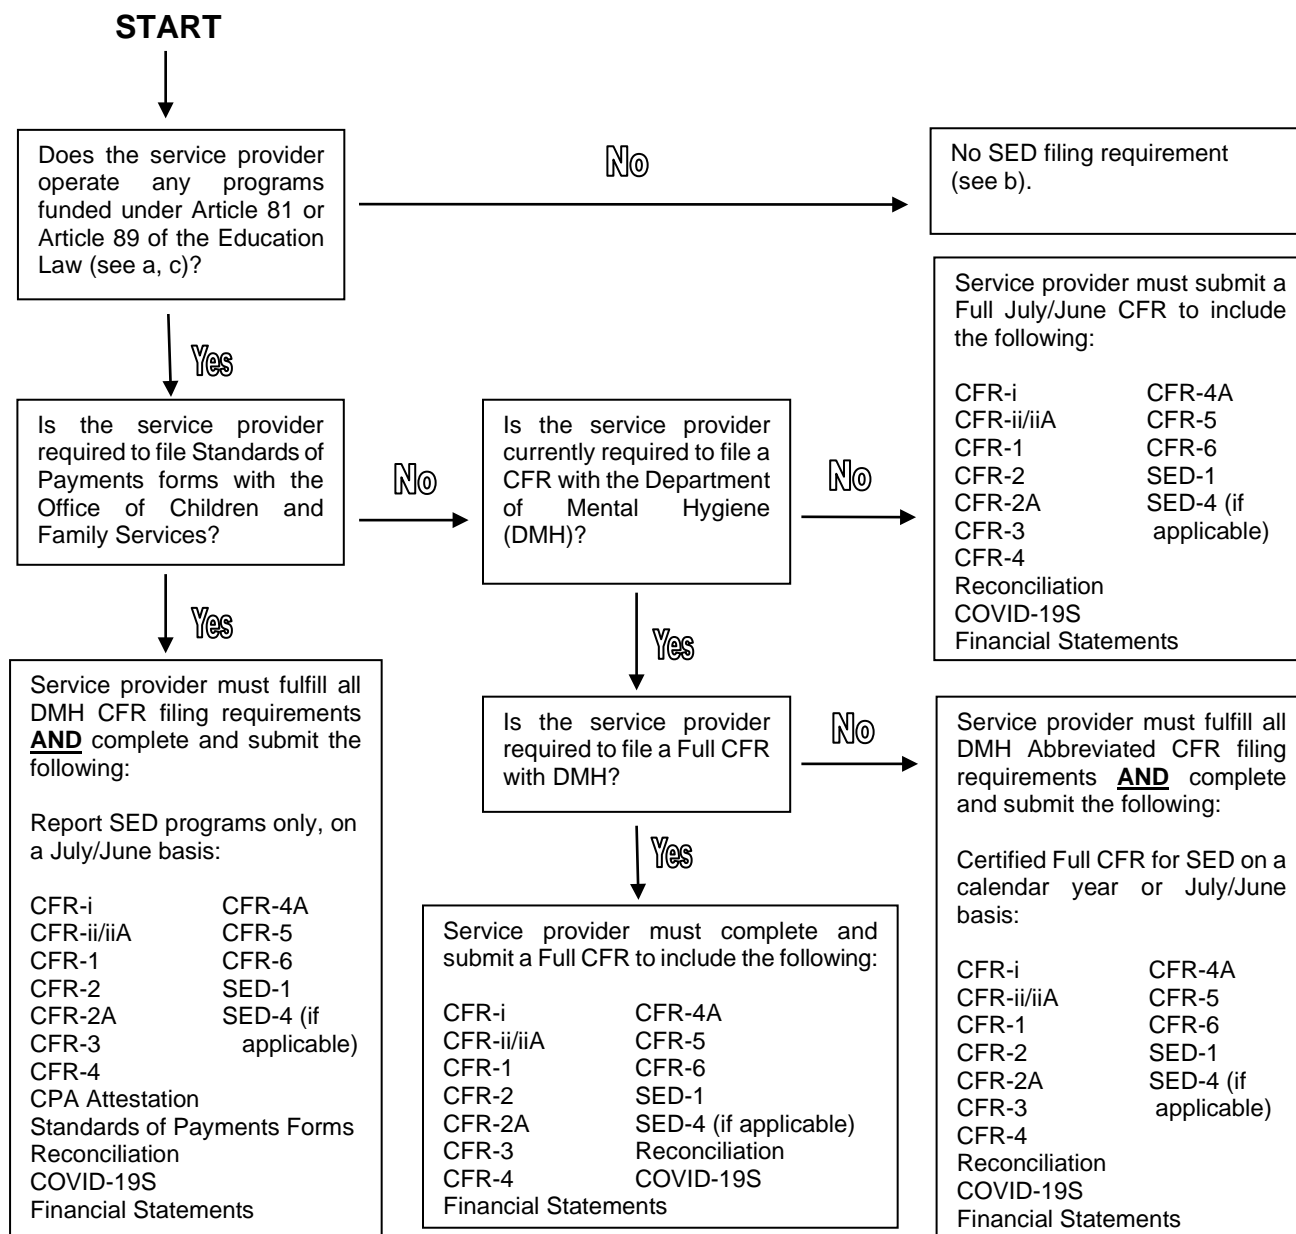 START
Does the service provider
operate any programs
funded under Article 81 or
Article 89 of the Education
Law (see a, c)?
No
No SED filing requirement
(see b).
Yes
Is the service provider
required to file Standards of
Payments forms with the
Office of Children and
Family Services?
No
Is the service provider
currently required to file a
CFR with the Department
of Mental Hygiene
(DMH)?
No
Service provider must submit a
Full July/June CFR to include
the following:
CFR-i CFR-4A
CFR-ii/iiA CFR-5
CFR-1 CFR-6
CFR-2 SED-1
CFR-2A SED-4 (if
CFR-3 applicable)
CFR-4
Reconciliation
COVID-19S
Financial Statements
Yes
Service provider must fulfill all
DMH CFR filing requirements
AND complete and submit the
following:
Report SED programs only, on
a July/June basis:
CFR-i CFR-4A
CFR-ii/iiA CFR-5
CFR-1 CFR-6
CFR-2 SED-1
CFR-2A SED-4 (if
CFR-3 applicable)
CFR-4
CPA Attestation
Standards of Payments Forms
Reconciliation
COVID-19S
Financial Statements
Yes
Is the service provider
required to file a Full CFR
with DMH?
No
Yes
Service provider must complete and
submit a Full CFR to include the following:
CFR-i CFR-4A
CFR-ii/iiA CFR-5
CFR-1 CFR-6
CFR-2 SED-1
CFR-2A SED-4 (if applicable)
CFR-3 Reconciliation
CFR-4 COVID-19S
Financial Statements
Service provider must fulfill all
DMH Abbreviated CFR filing
requirements AND complete
and submit the following:
Certified Full CFR for SED on a
calendar year or July/June
basis:
CFR-i CFR-4A
CFR-ii/iiA CFR-5
CFR-1 CFR-6
CFR-2 SED-1
CFR-2A SED-4 (if
CFR-3 applicable)
CFR-4
Reconciliation
COVID-19S
Financial Statements